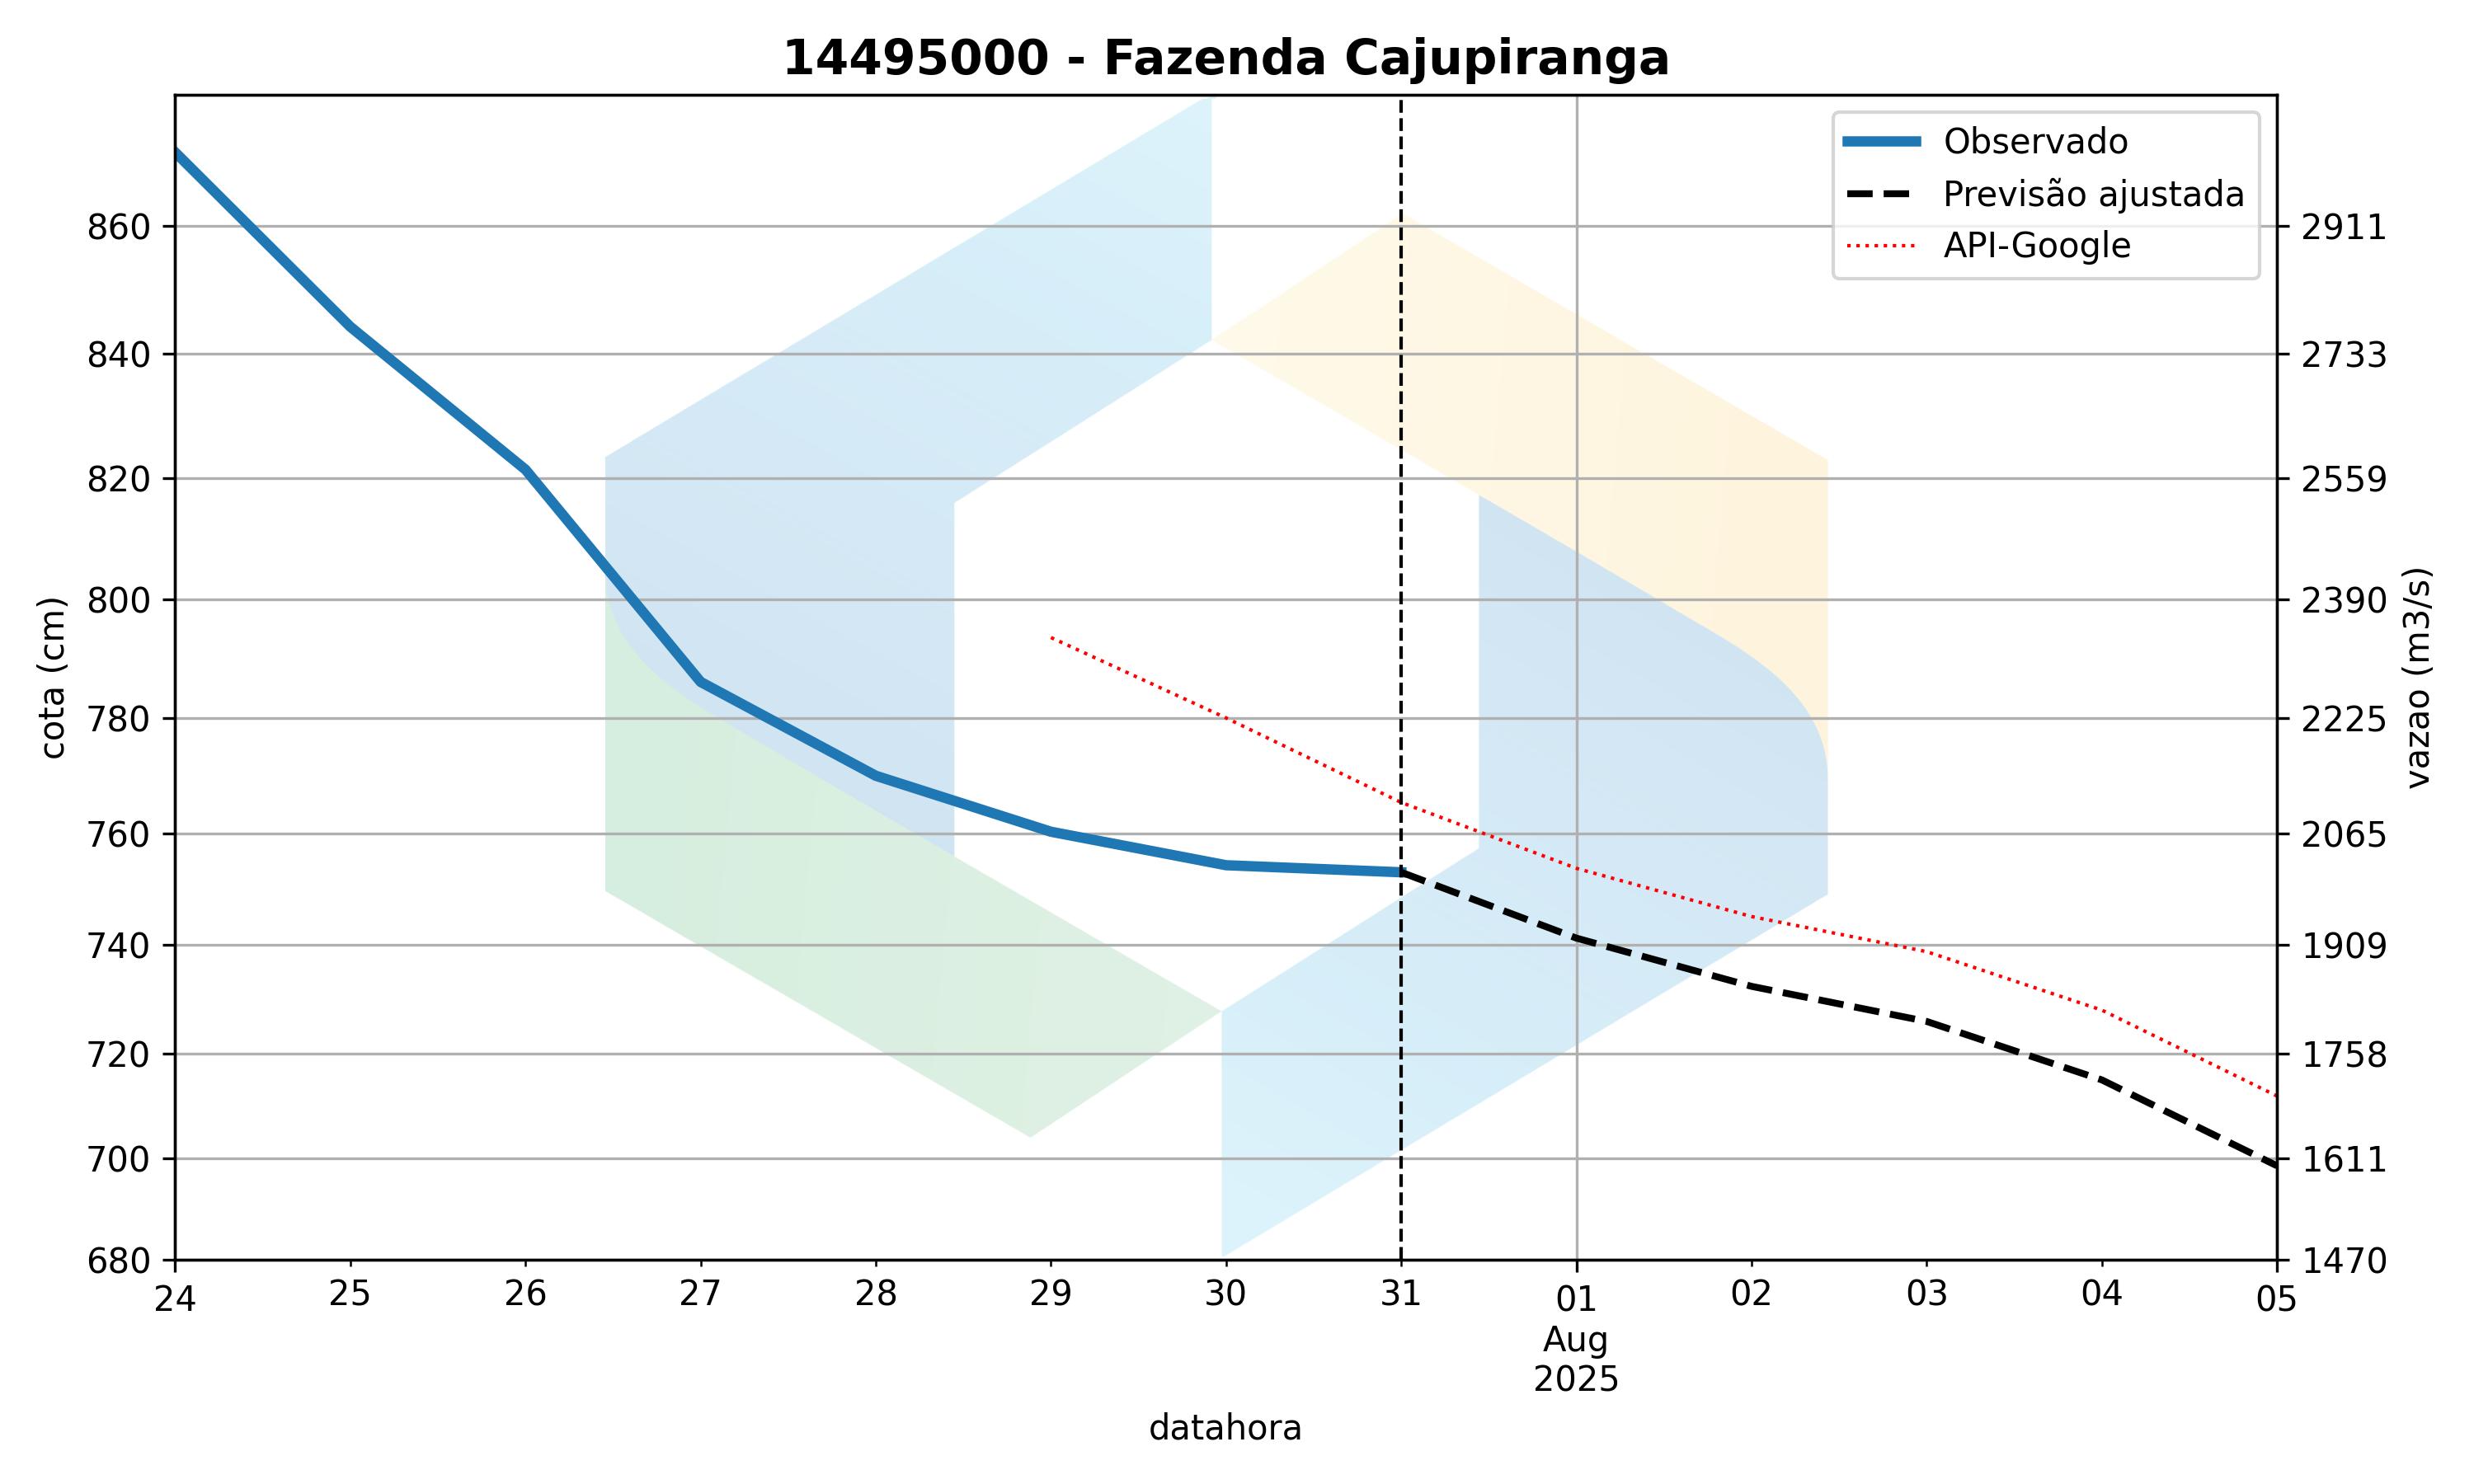 14495000 - Fazenda Cajupiranga
Observado
Previsão ajustada
API-Google
cota (cm)
860
840
820
800
780
760
740
720
700
680
2911
2733
2559
2390
2225
2065
1909
1758
1611
1470
vazao (m3/s)
24 25 26 27 28 29 30 31 01 02 03 04 05
Aug
2025
datahora